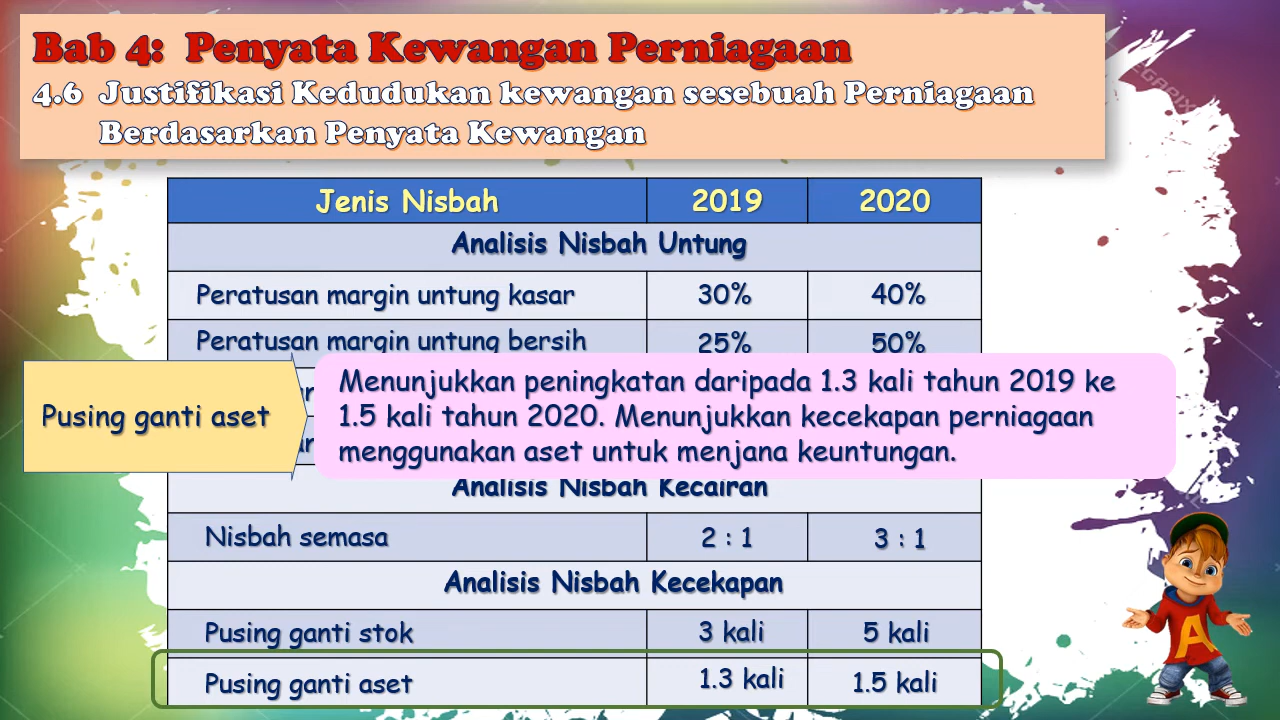 Bab 4: Penyata Kewangan Perniagaan
4.6 Justifikasi Kedudukan kewangan sesebuah Perniagaan
Berdasarkan Penyata Kewangan
Jenis Nisbah 2019 2020
Analisis Nisbah Untung
Peratusan margin untung kasar 30% 40%
Peratusan margin untung bersih 25% 50%
Pusing ganti aset
Menunjukkan peningkatan daripada 1.3 kali tahun 2019 ke
1.5 kali tahun 2020. Menunjukkan kecekapan perniagaan
menggunakan aset untuk menjana keuntungan.
Analisis Nisbah Kecairan
Nisbah semasa 2 : 1 3 : 1
Analisis Nisbah Kecekapan
Pusing ganti stok 3 kali 5 kali
Pusing ganti aset 1.3 kali 1.5 kali
A